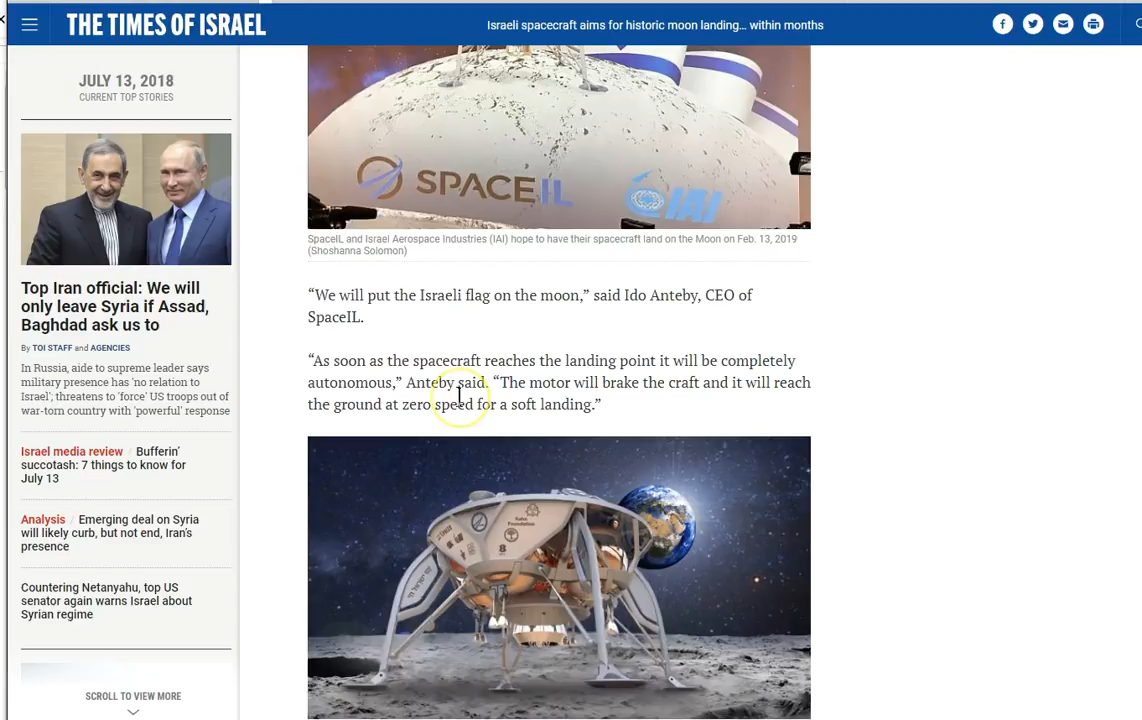 THE TIMES OF ISRAEL
Israeli spacecraft aims for historic moon landing... within months
JULY 13, 2018
CURRENT TOP STORIES
Top Iran official: We will
only leave Syria if Assad,
Baghdad ask us to
By TOI STAFF and AGENCIES
In Russia, aide to supreme leader says
military presence has 'no relation to
Israel'; threatens to 'force' US troops out of
war-torn country with 'powerful' response
Israel media review / Bufferin'
succotash: 7 things to know for
July 13
Analysis / Emerging deal on Syria
will likely curb, but not end, Iran's
presence
Countering Netanyahu, top US
senator again warns Israel about
Syrian regime
SCROLL TO VIEW MORE
SPACEIL
IAI
SpaceIL and Israel Aerospace Industries (IAI) hope to have their spacecraft land on the Moon on Feb. 13, 2019
(Shoshanna Solomon)
“We will put the Israeli flag on the moon,” said Ido Anteby, CEO of
SpaceIL.
“As soon as the spacecraft reaches the landing point it will be completely
autonomous,” Anteby said. “The motor will brake the craft and it will reach
the ground at zero speed for a soft landing.”
Kahn
Foundation